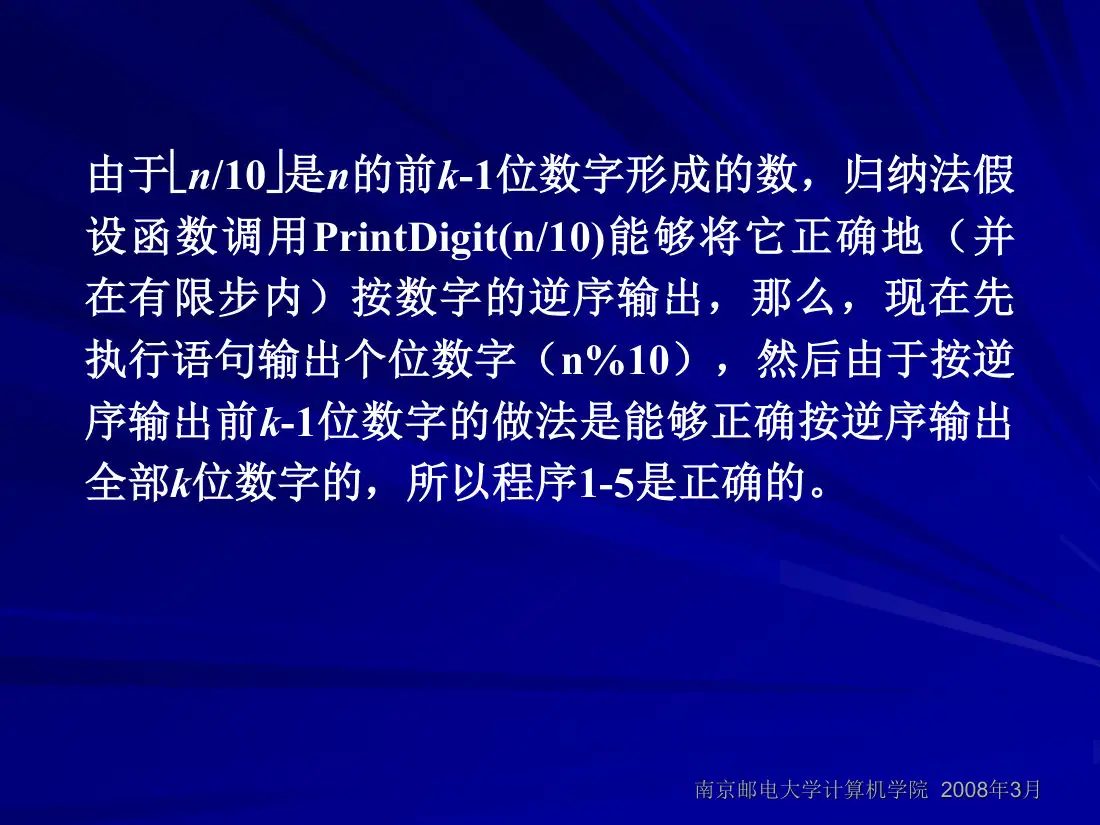 由于⌊n/10⌋是n的前k-1位数字形成的数，归纳法假
设函数调用PrintDigit(n/10)能够将它正确地（并
在有限步内）按数字的逆序输出，那么，现在先
执行语句输出个位数字（n%10），然后由于按逆
序输出前k-1位数字的做法是能够正确按逆序输出
全部k位数字的，所以程序1-5是正确的。
南京邮电大学计算机学院 2008年3月